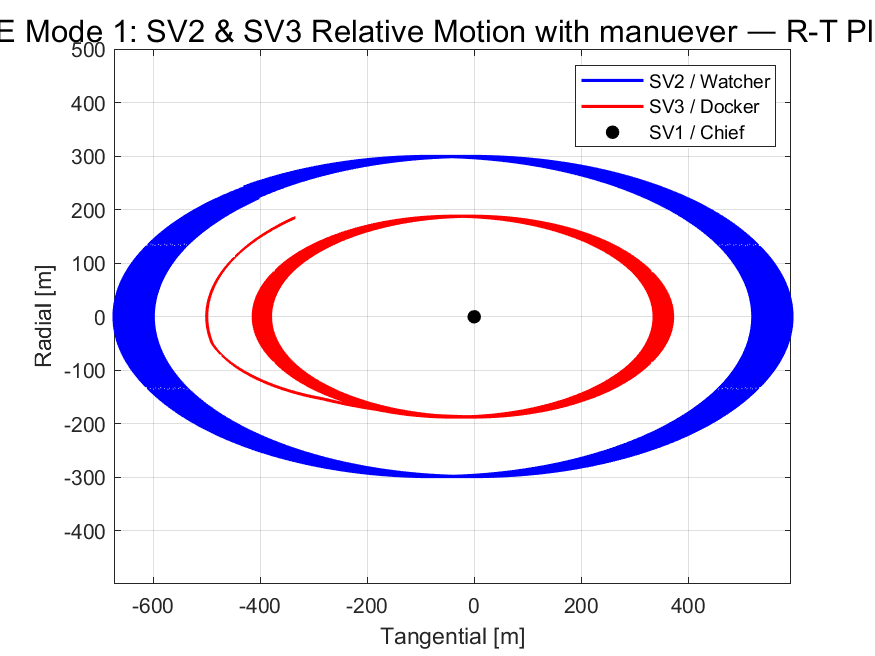 E Mode 1: SV2 & SV3 Relative Motion with manuever — R-T Pl
SV2 / Watcher
SV3 / Docker
SV1 / Chief
500
400
300
200
100
0
-100
-200
-300
-400
Radial [m]
-600
-400
-200
0
200
400
Tangential [m]